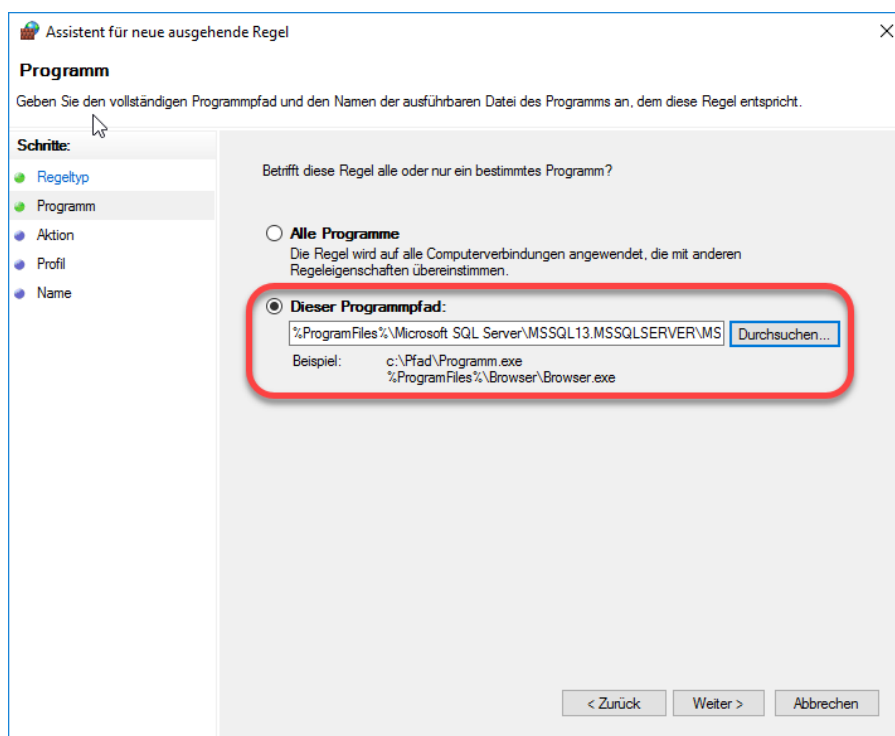 Assistent für neue ausgehende Regel
Programm
Geben Sie den vollständigen Programmpfad und den Namen der ausführbaren Datei des Programms an, dem diese Regel entspricht.
Schritte:
Regeltyp
Programm
Aktion
Profil
Name
Betrifft diese Regel alle oder nur ein bestimmtes Programm?
Alle Programme
Die Regel wird auf alle Computerverbindungen angewendet, die mit anderen
Regeleigenschaften übereinstimmen.
Dieser Programmpfad:
%ProgramFiles%\Microsoft SQL Server\MSSQL13.MSSQLSERVER\MS
Durchsuchen...
Beispiel: c:\Pfad\Programm.exe
%ProgramFiles%\Browser\Browser.exe
< Zurück Weiter > Abbrechen